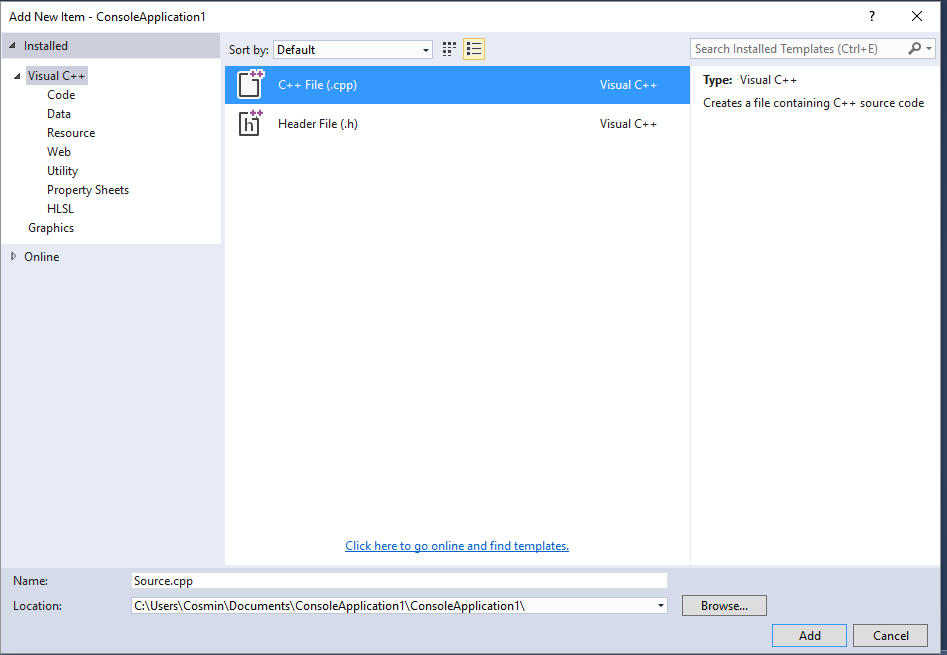 Add New Item - ConsoleApplication1
?
Installed
Visual C++
Code
Data
Resource
Web
Utility
Property Sheets
HLSL
Graphics
Online
Sort by: Default
Search Installed Templates (Ctrl+E)
++
C++ File (.cpp) Visual C++
++
h
Header File (.h) Visual C++
Type: Visual C++
Creates a file containing C++ source code
Click here to go online and find templates.
Name: Source.cpp
Location: C:\Users\Cosmin\Documents\ConsoleApplication1\ConsoleApplication1\
Browse...
Add Cancel